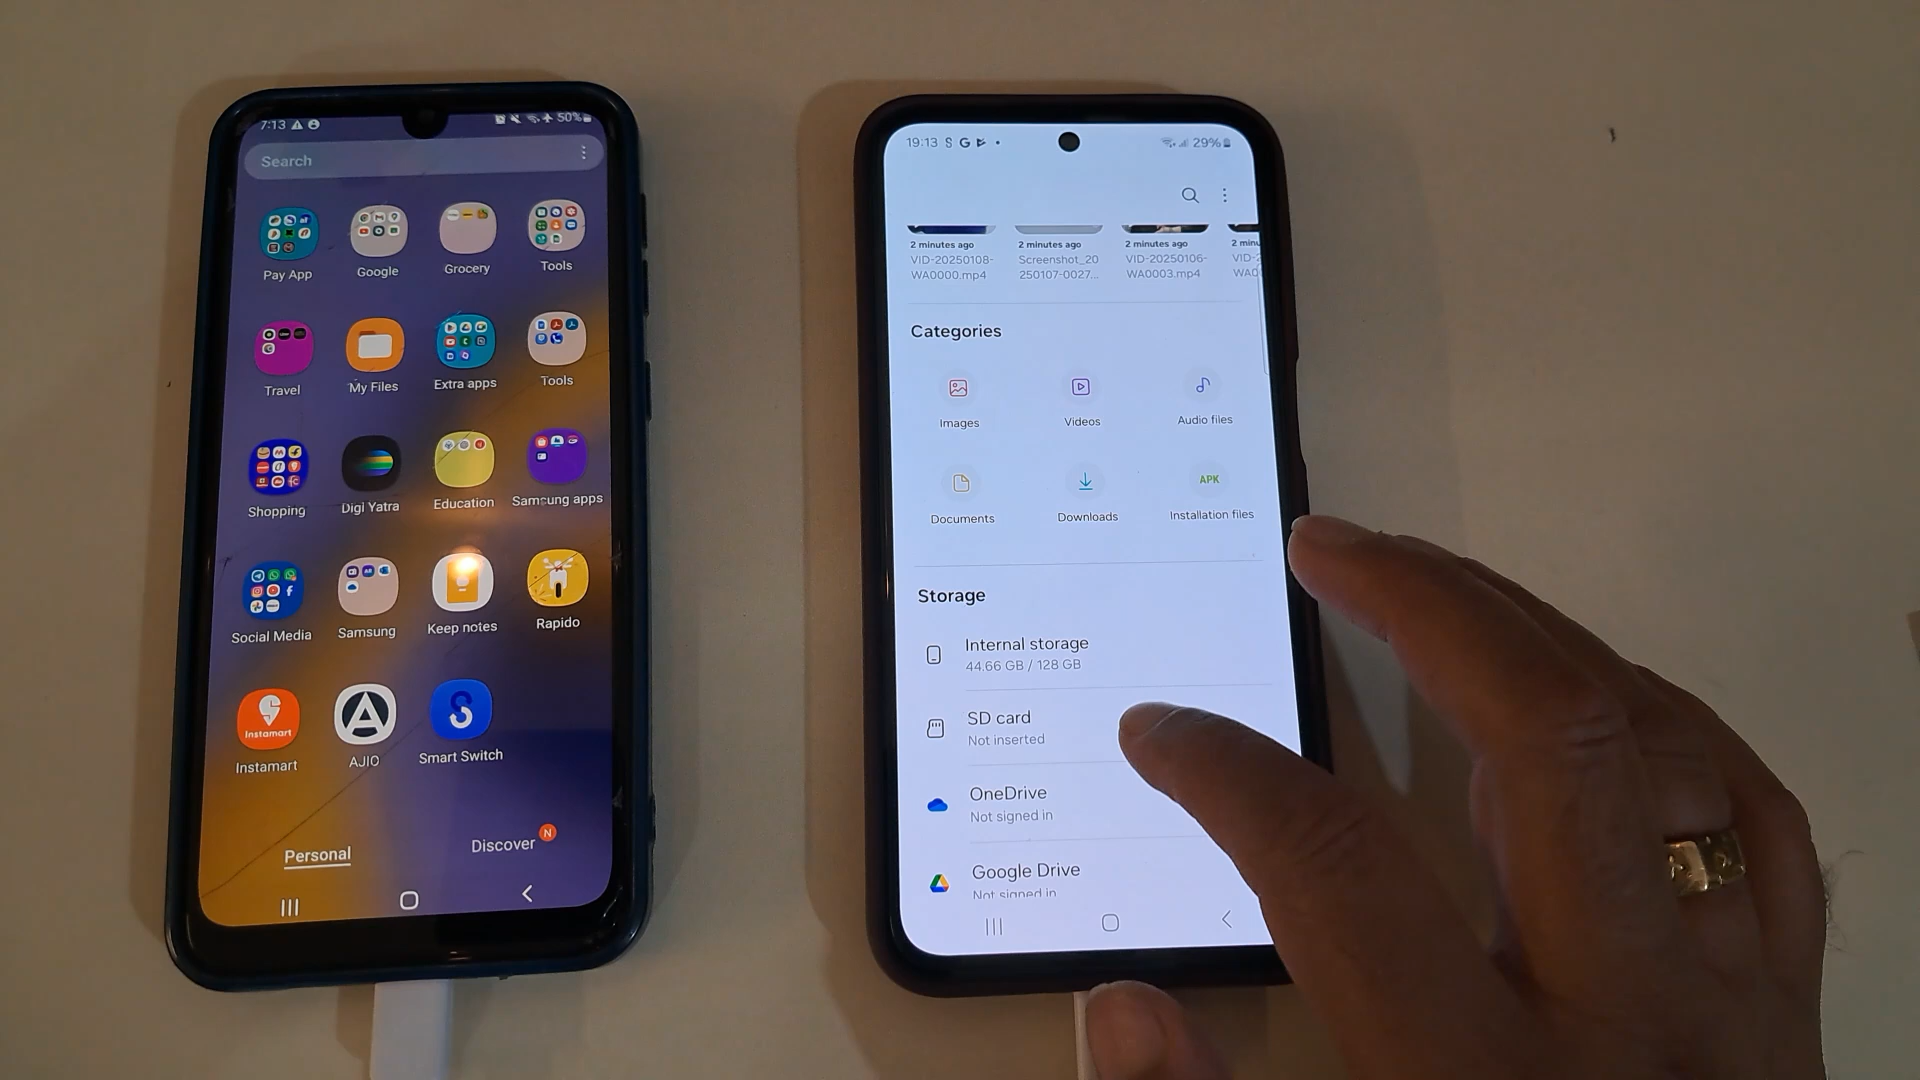 7:13
50%
Search
Pay App
Google
Grocery
Tools
Travel
My Files
Extra apps
Tools
Shopping
Digi Yatra
Education
Samsung apps
Social Media
Samsung
Keep notes
Rapido
Instamart
Instamart
AJIO
Smart Switch
Personal
Discover
N
19:13
29%
2 minutes ago
VID-20250108-
WA0000.mp4
2 minutes ago
Screenshot_20
250107-0027...
2 minutes ago
VID-20250106-
WA0003.mp4
Categories
Images
Videos
Audio files
Documents
Downloads
APK
Installation files
Storage
Internal storage
44.66 GB / 128 GB
SD card
Not inserted
OneDrive
Not signed in
Google Drive
Not signed in